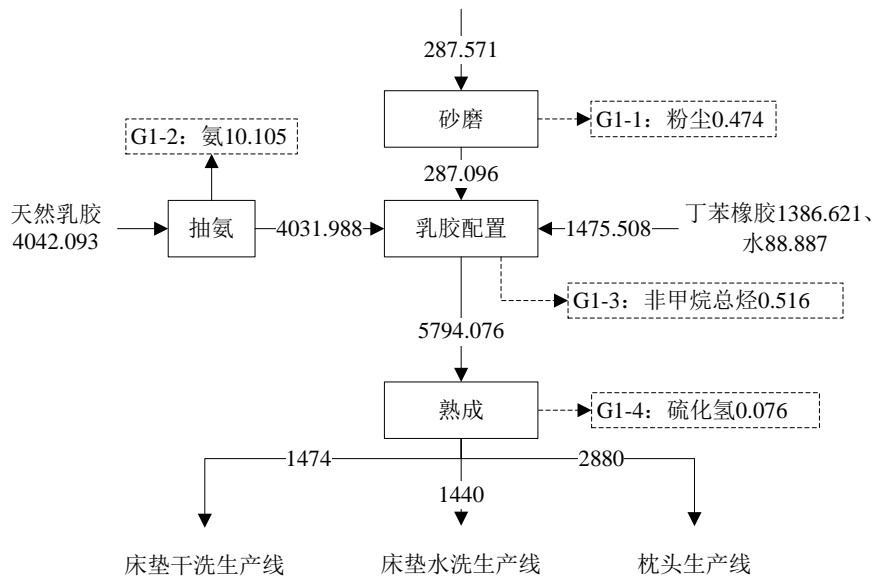 287.571
砂磨
G1-1：粉尘0.474
G1-2：氨10.105
287.096
天然乳胶
4042.093
抽氨
4031.988
乳胶配置
1475.508
丁苯橡胶1386.621、
水88.887
G1-3：非甲烷总烃0.516
5794.076
熟成
G1-4：硫化氢0.076
1474
1440
2880
床垫干洗生产线
床垫水洗生产线
枕头生产线